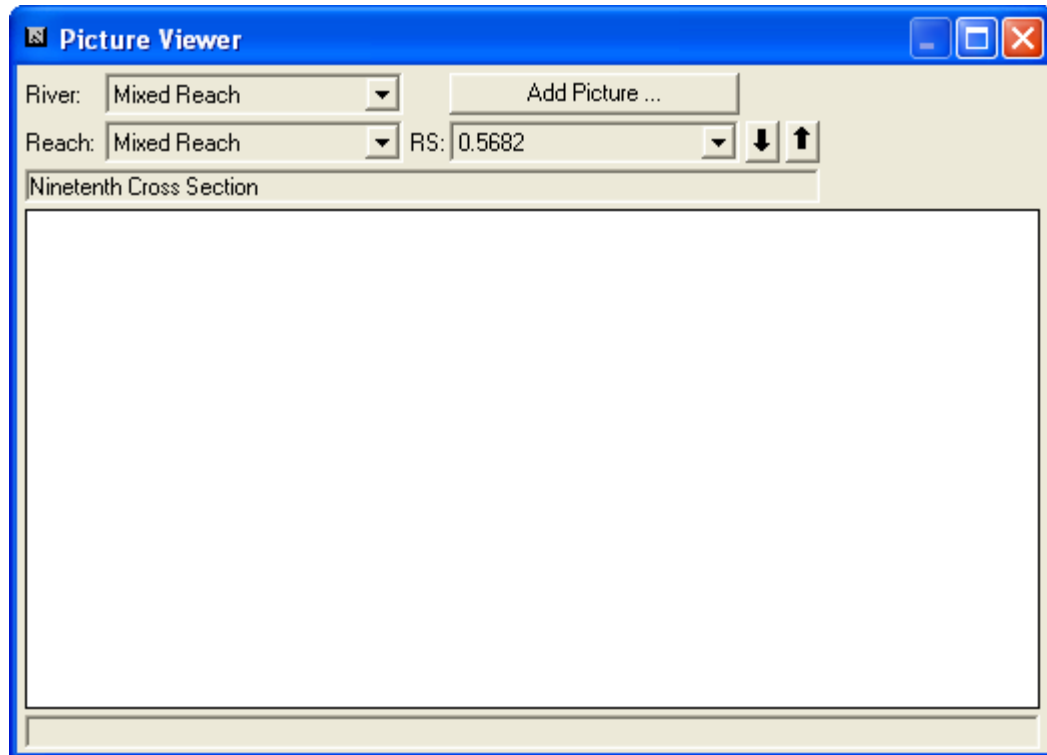 Picture Viewer
River: Mixed Reach Add Picture ...
Reach: Mixed Reach RS: 0.5682
Nineteenth Cross Section